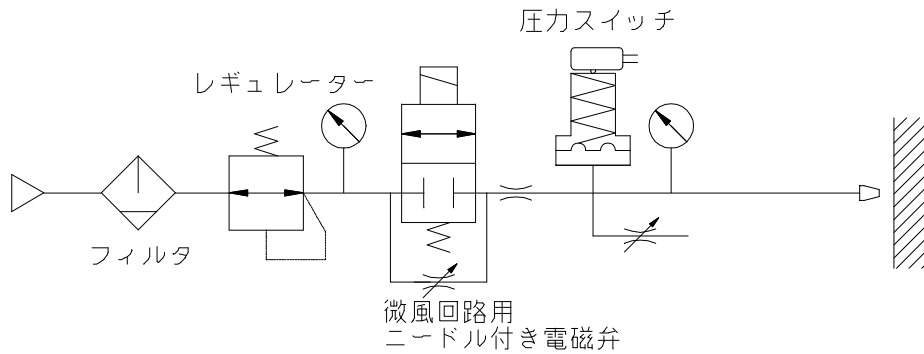 圧力スイッチ
レギュレーター
フィルタ
微風回路用
ニードル付き電磁弁